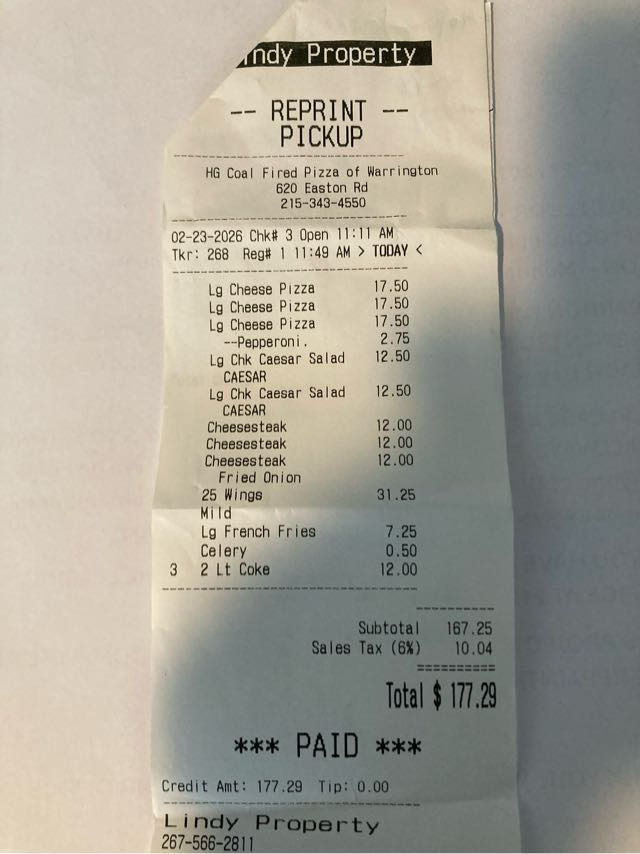 indy Property
-- REPRINT --
PICKUP
HG Coal Fired Pizza of Warrington
620 Easton Rd
215-343-4550
02-23-2026 Chk# 3 Open 11:11 AM
Tkr: 268 Reg# 1 11:49 AM > TODAY <
Lg Cheese Pizza 17.50
Lg Cheese Pizza 17.50
Lg Cheese Pizza 17.50
--Pepperoni. 2.75
Lg Chk Caesar Salad 12.50
CAESAR
Lg Chk Caesar Salad 12.50
CAESAR
Cheesesteak 12.00
Cheesesteak 12.00
Cheesesteak 12.00
Fried Onion
25 Wings 31.25
Mild
Lg French Fries 7.25
Celery 0.50
3 2 Lt Coke 12.00
Subtotal 167.25
Sales Tax (6%) 10.04
Total $ 177.29
*** PAID ***
Credit Amt: 177.29 Tip: 0.00
Lindy Property
267-566-2811